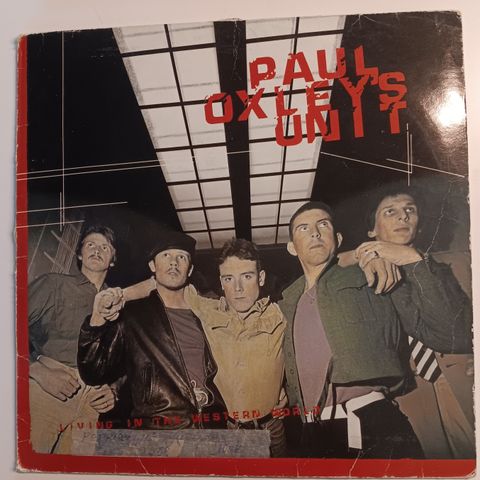 PAUL
OXLEY'S
UNIT
LIVING IN THE WESTERN WORLD